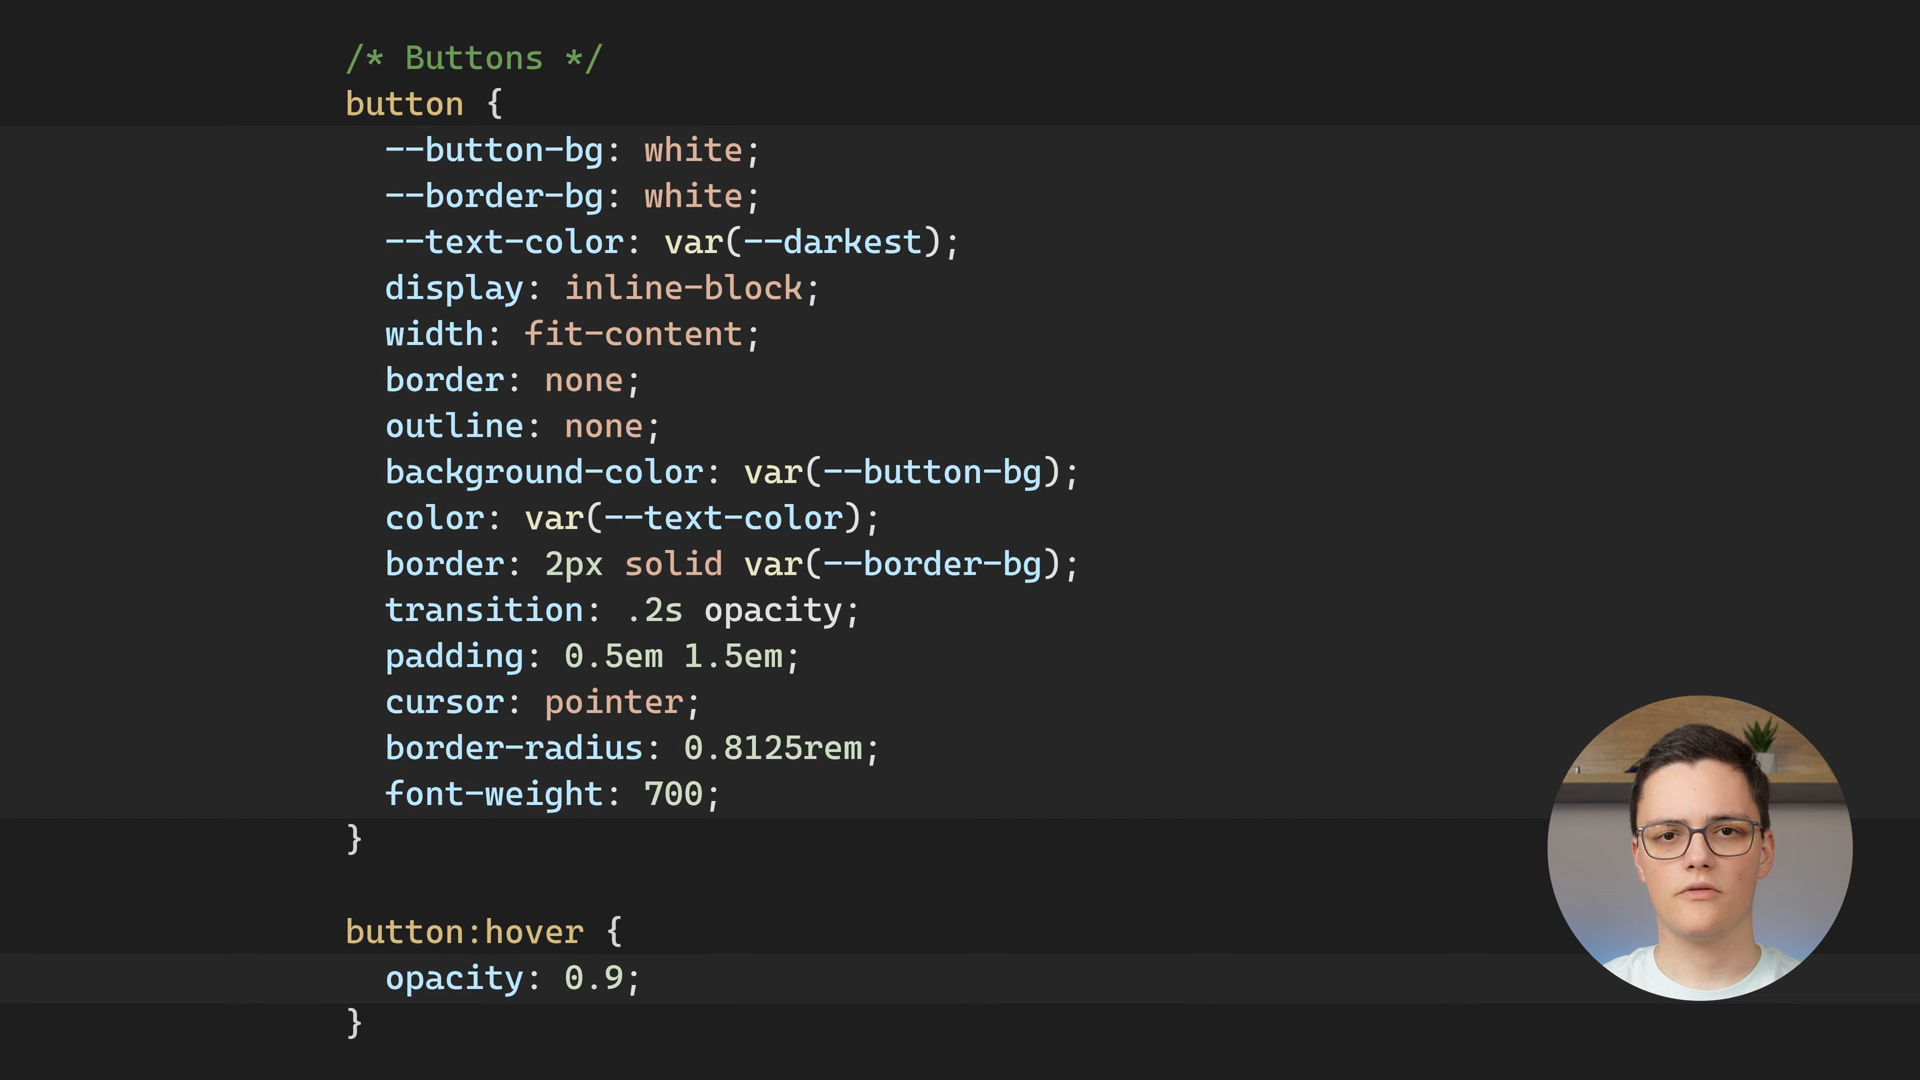 /* Buttons */
button {
--button-bg: white;
--border-bg: white;
--text-color: var(--darkest);
display: inline-block;
width: fit-content;
border: none;
outline: none;
background-color: var(--button-bg);
color: var(--text-color);
border: 2px solid var(--border-bg);
transition: .2s opacity;
padding: 0.5em 1.5em;
cursor: pointer;
border-radius: 0.8125rem;
font-weight: 700;
}
button:hover {
opacity: 0.9;
}